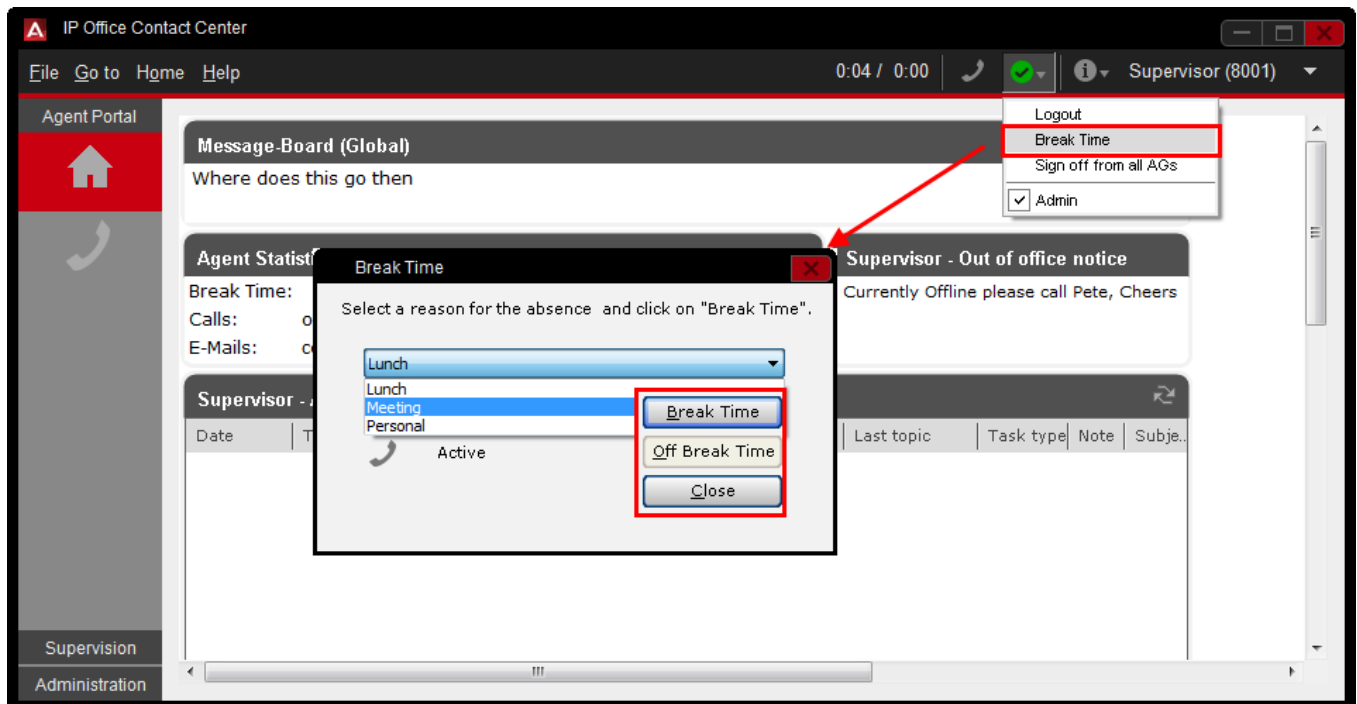 IP Office Contact Center
File Go to Home Help 0:04 / 0:00 Supervisor (8001)
Agent Portal
Logout
Break Time
Sign off from all AGs
Admin
Message-Board (Global)
Where does this go then
Agent
Supervisor - Out of office notice
Break Time:
Calls:
E-Mails:
Currently Offline please call Pete, Cheers
Break Time
Select a reason for the absence and click on "Break Time".
Lunch
Lunch
Meeting
Personal
Active
Break Time
Off Break Time
Close
Supervisor -
Date Last topic Task type Note Subje..
Supervision
Administration